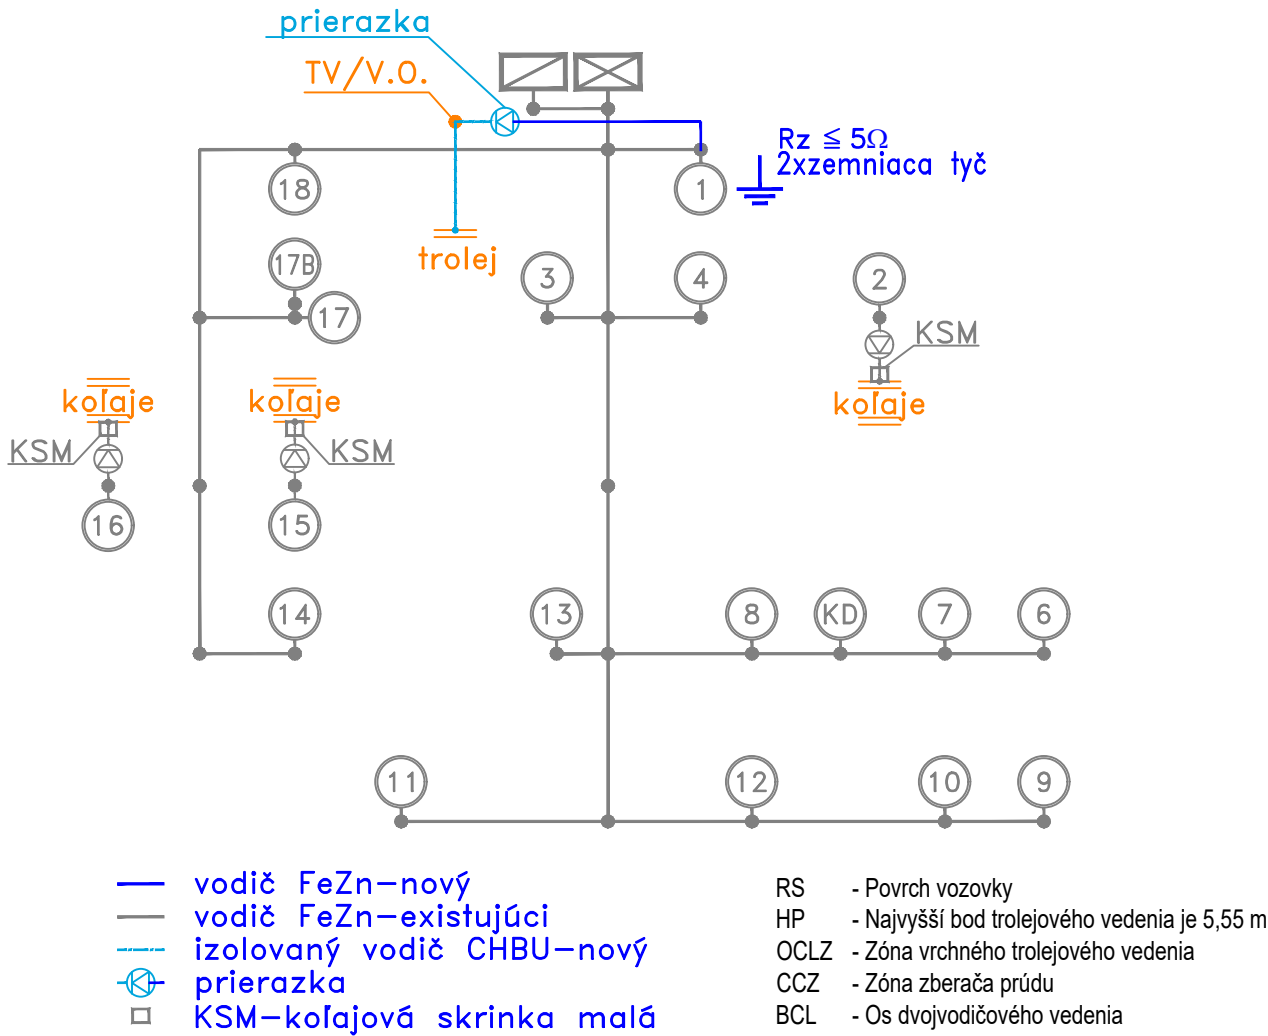 prierazka
TV/V.O.
Rz ≦ 5Ω
2xzemniaca tyč
18
1
trolej
17B
3
4
2
17
KSM
koľaje
koľaje
koľaje
KSM
KSM
16
15
14
13
8
KD
7
6
11
12
10
9
vodič FeZn-nový
vodič FeZn-existujúci
izolovaný vodič CHBU-nový
prierazka
KSM-koľajová skrinka malá
RS - Povrch vozovky
HP - Najvyšší bod trolejového vedenia je 5,55 m
OCLZ - Zóna vrchného trolejového vedenia
CCZ - Zóna zberača prúdu
BCL - Os dvojvodičového vedenia